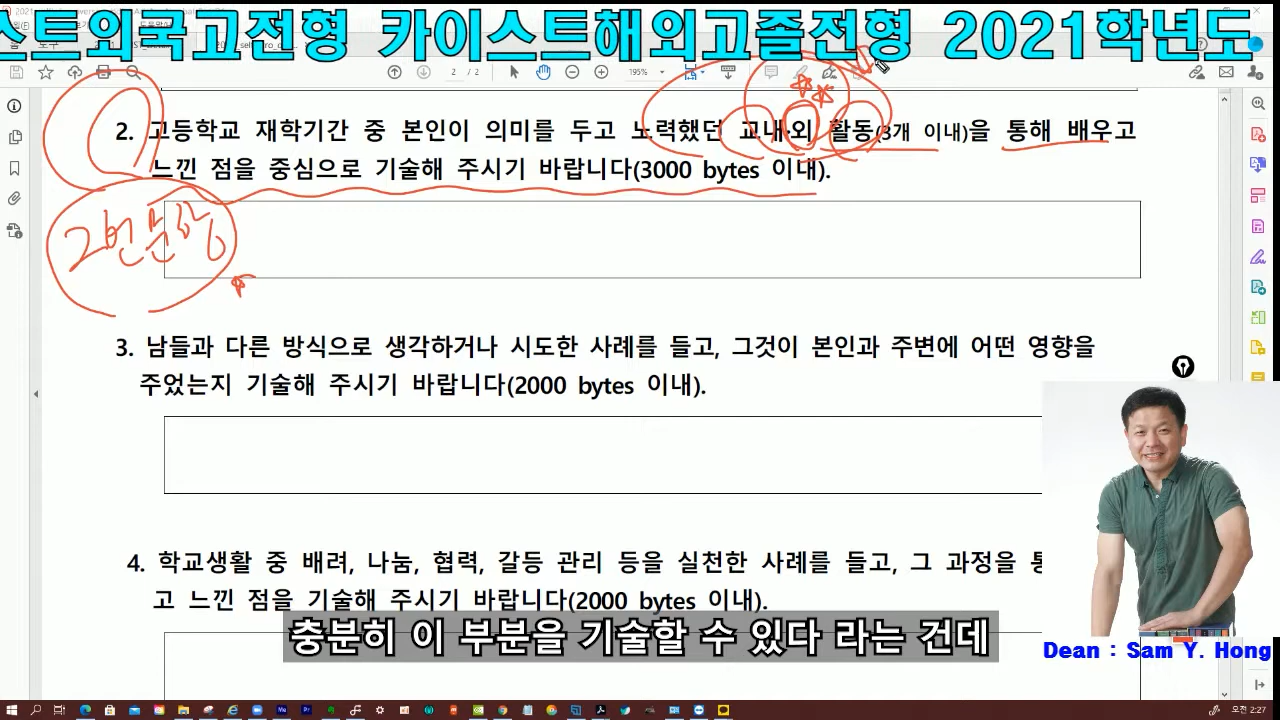 스트외국고전형 카이스트해외고졸전형 2021학년도
2 / 2
195%
2. 고등학교 재학기간 중 본인이 의미를 두고 노력했던 교내·외 활동(3개 이내)을 통해 배우고
느낀 점을 중심으로 기술해 주시기 바랍니다(3000 bytes 이내).
2번 문항
3. 남들과 다른 방식으로 생각하거나 시도한 사례를 들고, 그것이 본인과 주변에 어떤 영향을
주었는지 기술해 주시기 바랍니다(2000 bytes 이내).
4. 학교생활 중 배려, 나눔, 협력, 갈등 관리 등을 실천한 사례를 들고, 그 과정을
고 느낀 점을 기술해 주시기 바랍니다(2000 bytes 이내).
충분히 이 부분을 기술할 수 있다 라는 건데
Dean : Sam Y. Hong
오전 2:27